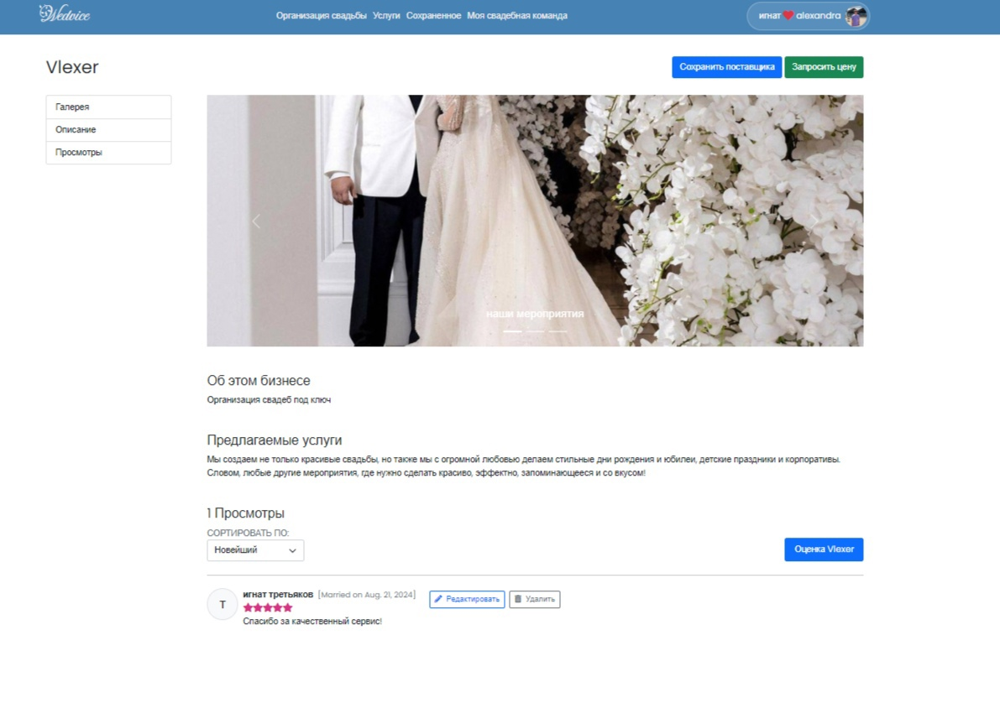 Wedvice
Организация свадьбы Услуги Сохраненное Моя свадебная команда
игнат alexandra
Vlexer
Сохранить поставщика Запросить цену
Галерея
Описание
Просмотры
наши мероприятия
Об этом бизнесе
Организация свадеб под ключ
Предлагаемые услуги
Мы создаем не только красивые свадьбы, но также мы с огромной любовью делаем стильные дни рождения и юбилеи, детские праздники и корпоративы.
Словом, любые другие мероприятия, где нужно сделать красиво, эффектно, запоминающееся и со вкусом!
1 Просмотры
СОРТИРОВАТЬ ПО:
Новейший
Оценка Vlexer
Т
игнат третьяков [Married on Aug. 21, 2024] Редактировать Удалить
Спасибо за качественный сервис!